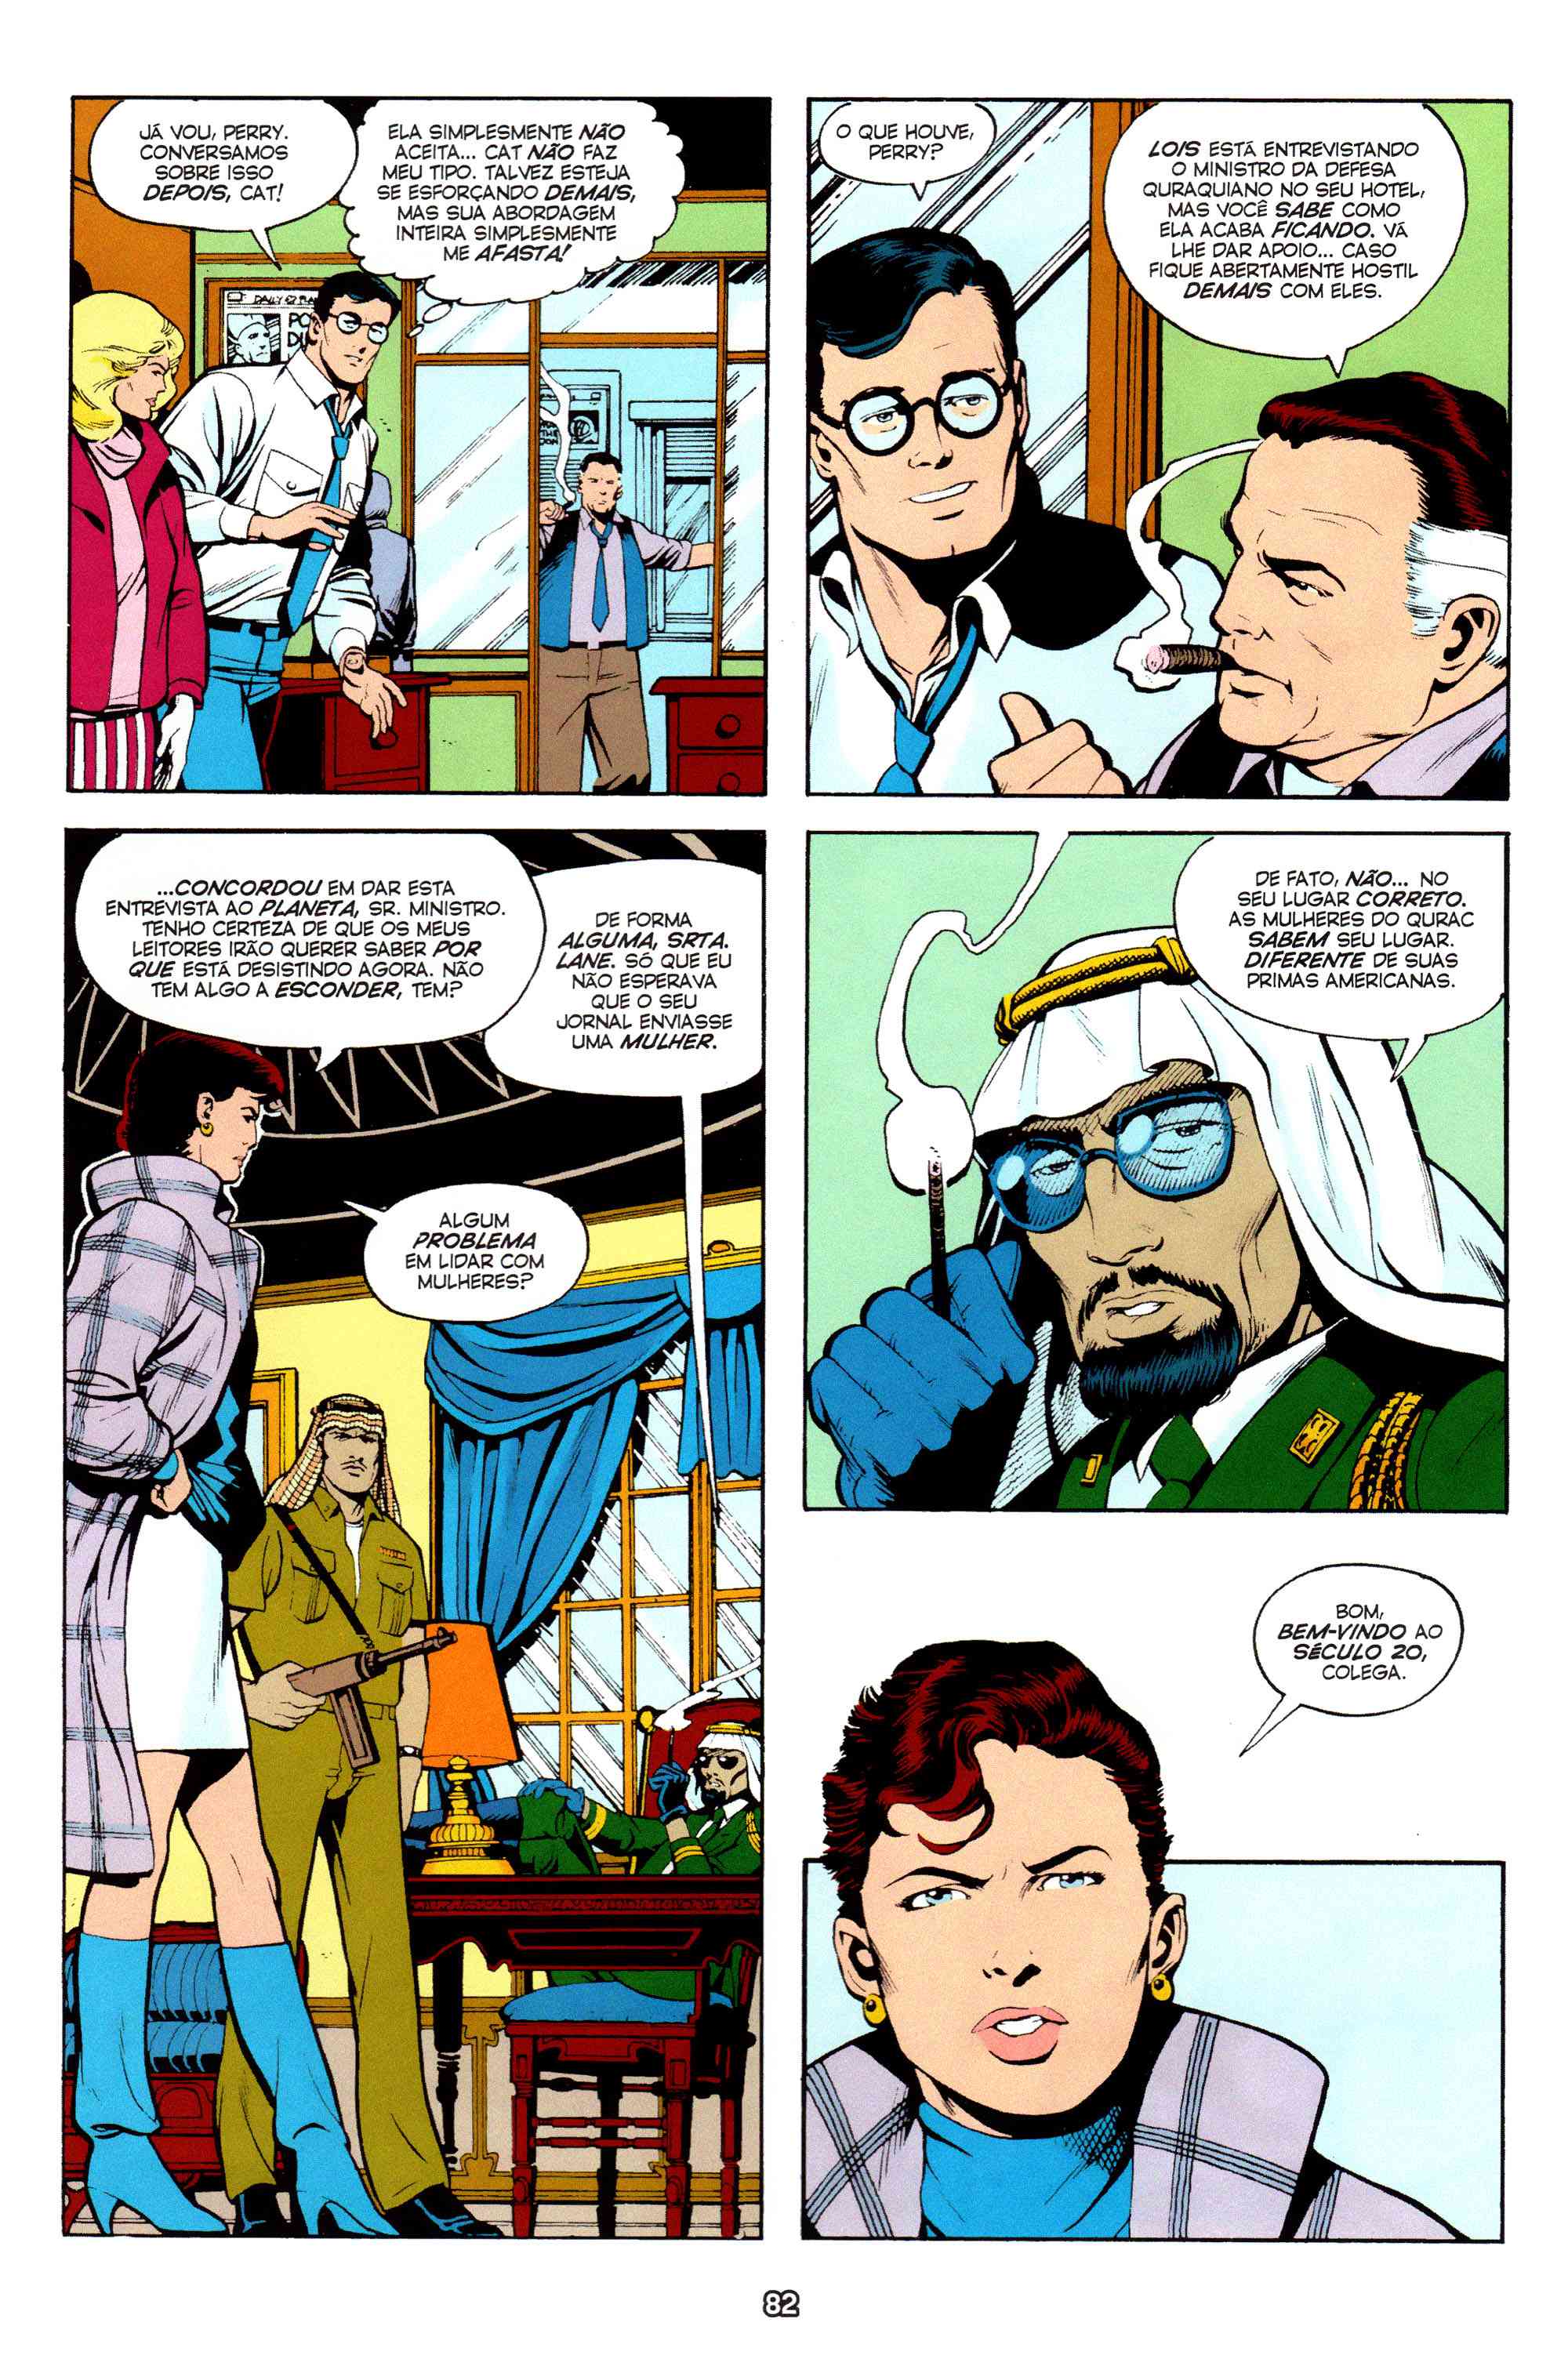 JÁ VOU, PERRY.
CONVERSAMOS
SOBRE ISSO
DEPOIS, CAT!
ELA SIMPLESMENTE NÃO
ACEITA... CAT NÃO FAZ
MEU TIPO. TALVEZ ESTEJA
SE ESFORÇANDO DEMAIS,
MAS SUA ABORDAGEM
INTEIRA SIMPLESMENTE
ME AFASTA!
O QUE HOUVE,
PERRY?
LOIS ESTÁ ENTREVISTANDO
O MINISTRO DA DEFESA
QURAQUIANO NO SEU HOTEL,
MAS VOCÊ SABE COMO
ELA ACABA FICANDO. VÁ
LHE DAR APOIO... CASO
FIQUE ABERTAMENTE HOSTIL
DEMAIS COM ELES.
...CONCORDOU EM DAR ESTA
ENTREVISTA AO PLANETA, SR. MINISTRO.
TENHO CERTEZA DE QUE OS MEUS
LEITORES IRÃO QUERER SABER POR
QUE ESTÁ DESISTINDO AGORA. NÃO
TEM ALGO A ESCONDER, TEM?
DE FORMA
ALGUMA, SRTA.
LANE. SÓ QUE EU
NÃO ESPERAVA
QUE O SEU
JORNAL ENVIASSE
UMA MULHER.
ALGUM
PROBLEMA
EM LIDAR COM
MULHERES?
DE FATO, NÃO... NO
SEU LUGAR CORRETO.
AS MULHERES DO QURAC
SABEM SEU LUGAR.
DIFERENTE DE SUAS
PRIMAS AMERICANAS.
BOM,
BEM-VINDO AO
SÉCULO 20,
COLEGA.
82